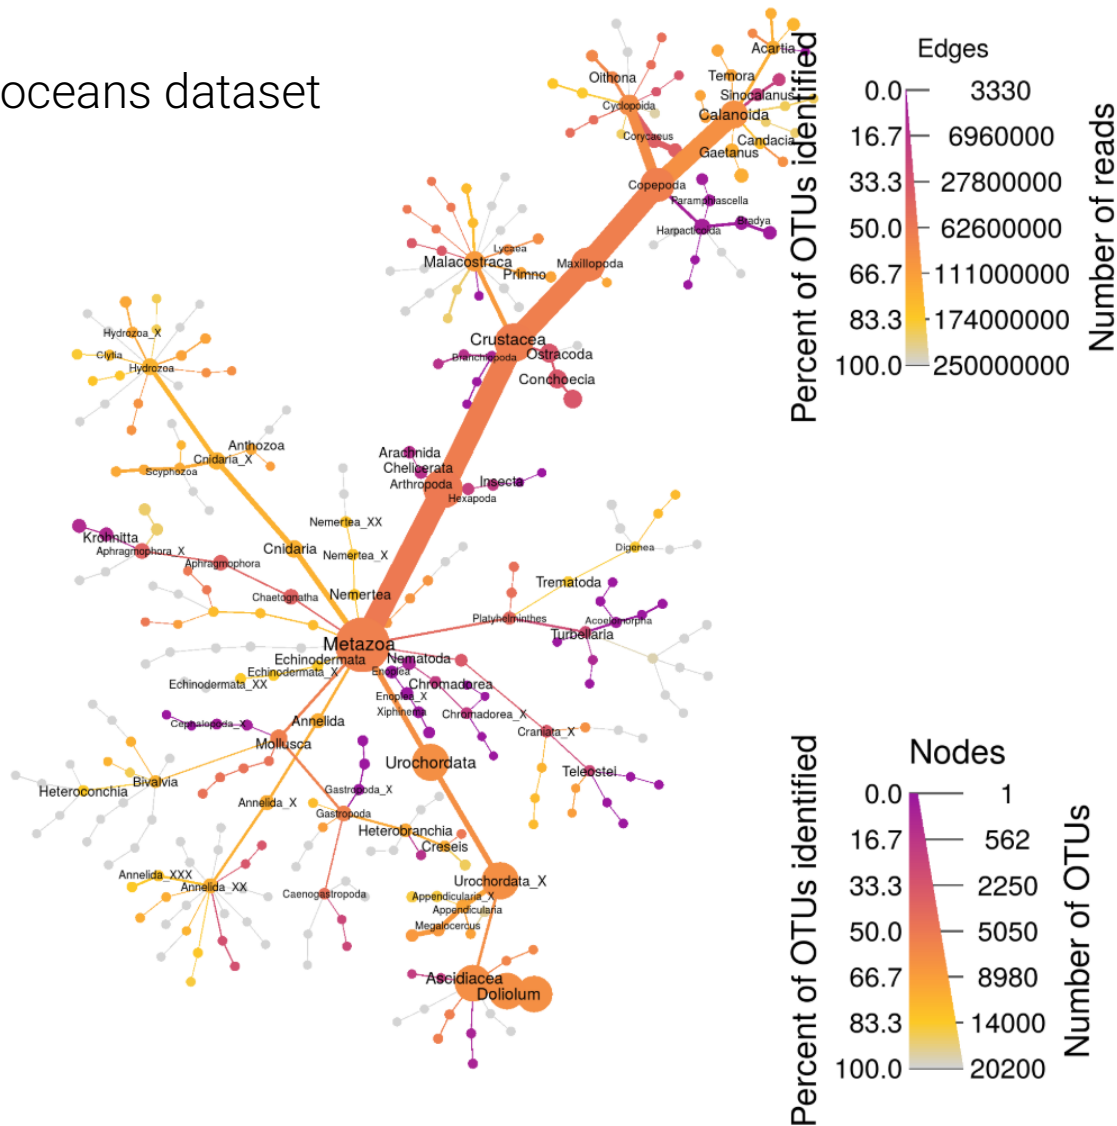 oceans dataset
Edges
Percent of OTUs identified
Number of reads
0.0 3330
16.7 6960000
33.3 27800000
50.0 62600000
66.7 111000000
83.3 174000000
100.0 250000000
Acartia
Oithona
Temora
Cyclopoida
Sinocalanus
Calanoida
Corycaeus
Candacia
Gaetanus
Copepoda
Paramphiascella
Bradya
Harpacticoida
Lycaea
Malacostraca
Maxillopoda
Primno
Hydrozoa_X
Crustacea
Clytia
Branchiopoda
Ostracoda
Hydrozoa
Conchoecia
Anthozoa
Arachnida
Cnidaria_X
Scyphozoa
Chelicerata
Arthropoda
Insecta
Hexapoda
Nemertea_XX
Krohnitta
Aphragmophora_X
Cnidaria
Nemertea_X
Digenea
Aphragmophora
Trematoda
Chaetognatha
Nemertea
Platyhelminthes
Acoelomorpha
Turbellaria
Metazoa
Echinodermata
Nematoda
Echinodermata_X
Enoplea
Echinodermata_XX
Chromadorea
Enoplea_X
Xiphinema
Chromadorea_X
Cephalopoda_X
Annelida
Craniata_X
Mollusca
Urochordata
Teleostei
Bivalvia
Heteroconchia
Gastropoda_X
Annelida_X
Gastropoda
Heterobranchia
Creseis
Annelida_XXX
Annelida_XX
Urochordata_X
Caenogastropoda
Appendicularia_X
Appendicularia
Megalocercus
Ascidiacea
Doliolum
Nodes
Percent of OTUs identified
Number of OTUs
0.0 1
16.7 562
33.3 2250
50.0 5050
66.7 8980
83.3 14000
100.0 20200